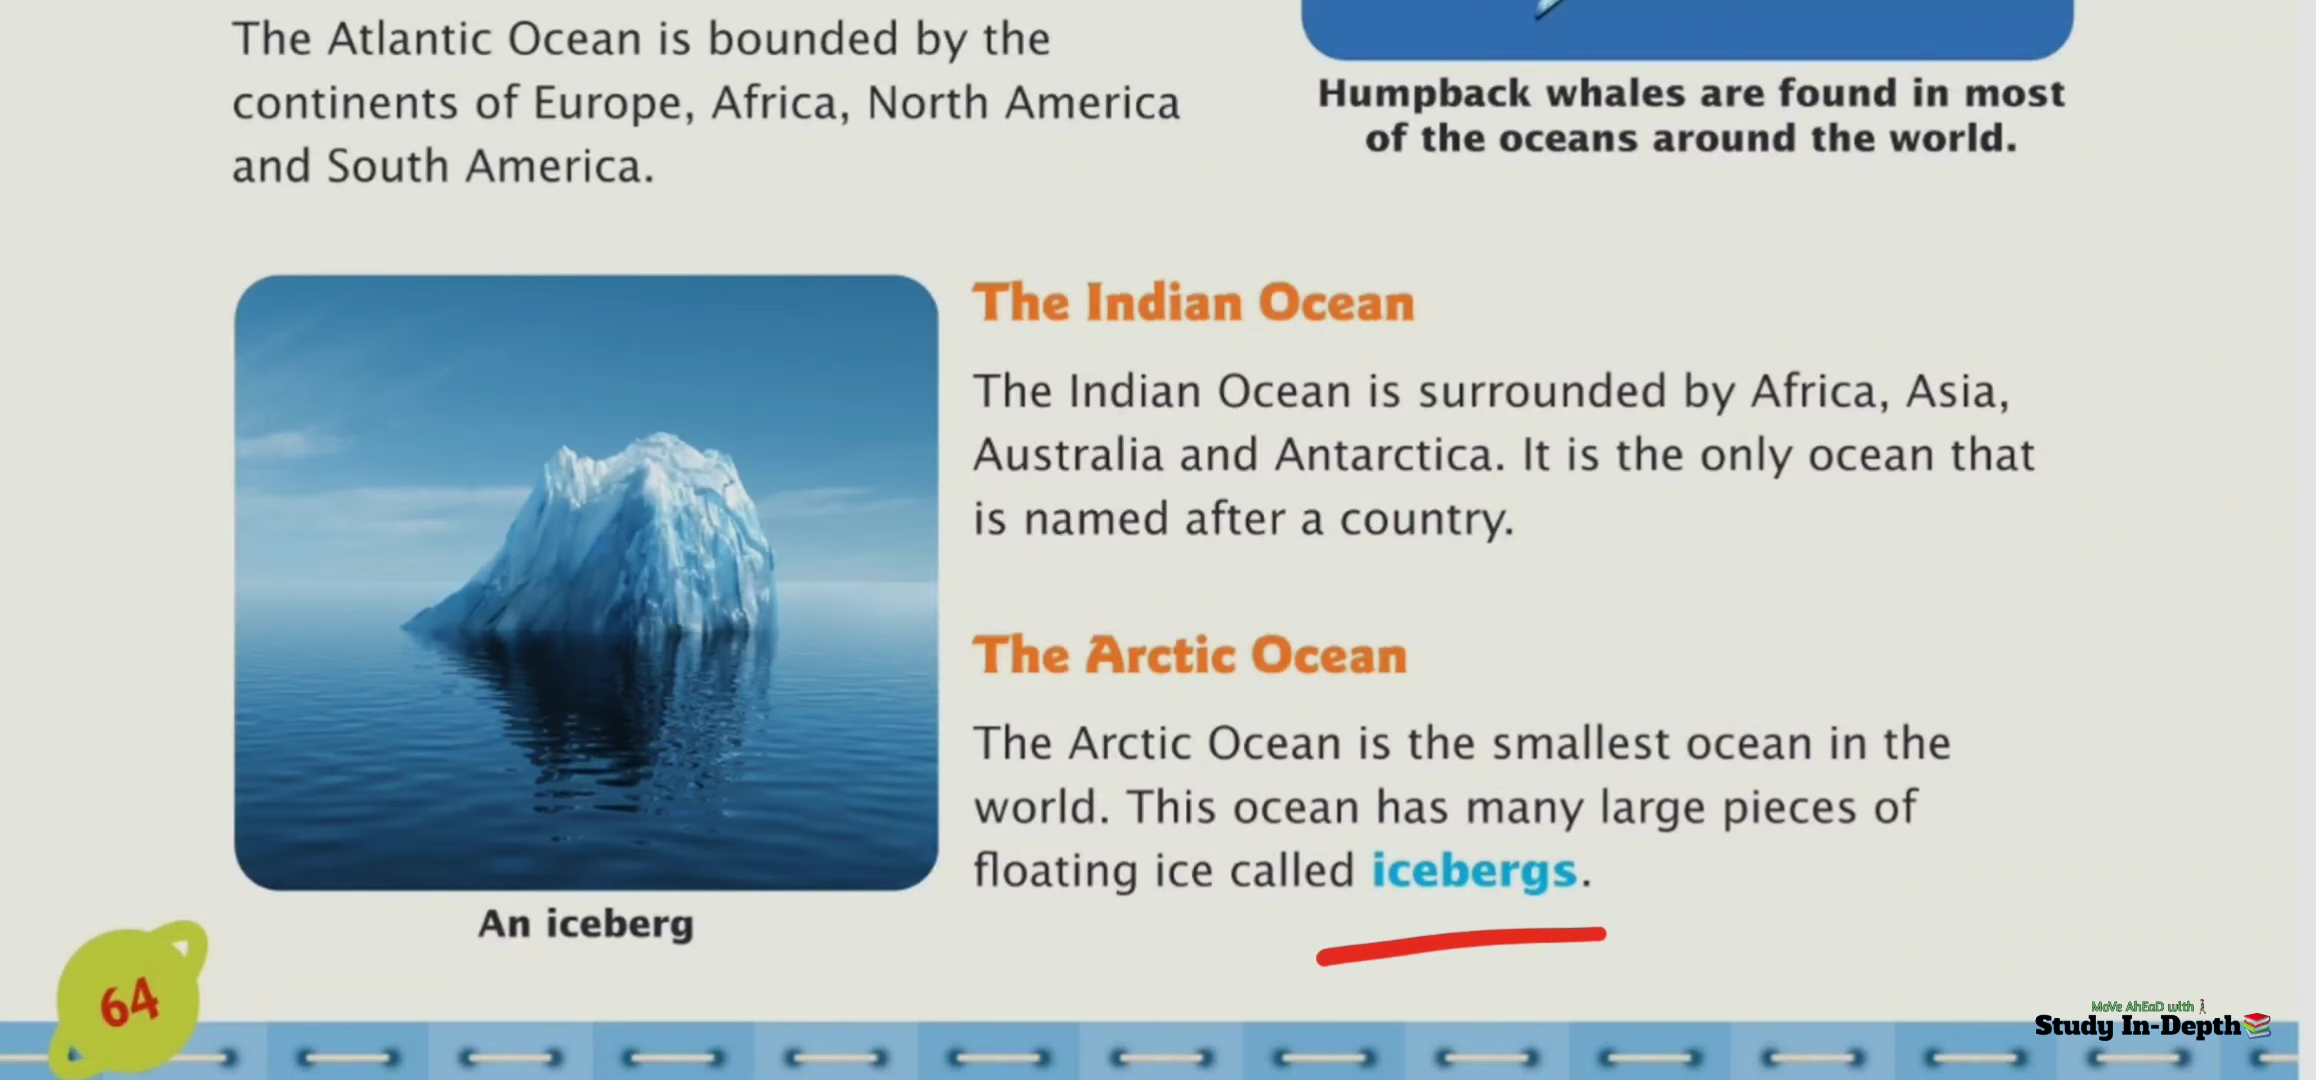 The Atlantic Ocean is bounded by the
continents of Europe, Africa, North America
and South America.
Humpback whales are found in most
of the oceans around the world.
The Indian Ocean
The Indian Ocean is surrounded by Africa, Asia,
Australia and Antarctica. It is the only ocean that
is named after a country.
The Arctic Ocean
The Arctic Ocean is the smallest ocean in the
world. This ocean has many large pieces of
floating ice called icebergs.
An iceberg
64
MoVe AhEaD with
Study In-Depth